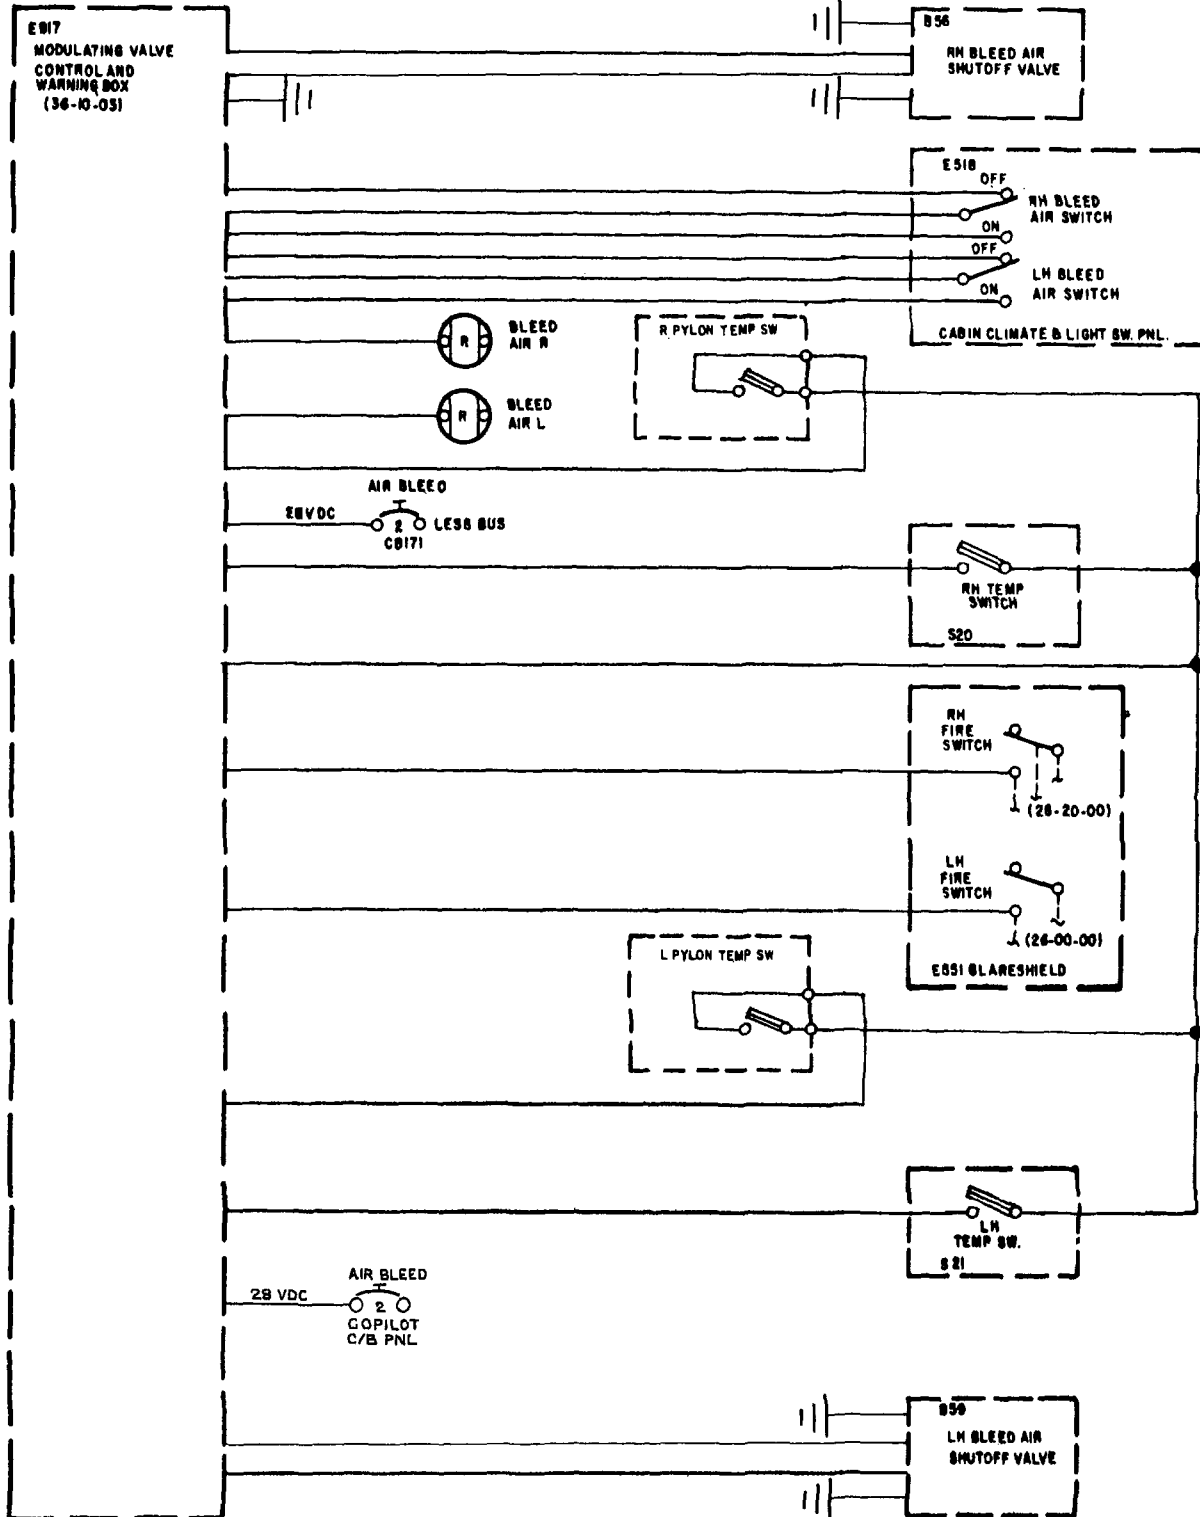 E917
MODULATING VALVE
CONTROL AND
WARNING BOX
(36-10-03)
B56
RH BLEED AIR
SHUTOFF VALVE
E518
OFF
RH BLEED
AIR SWITCH
ON
OFF
LH BLEED
AIR SWITCH
ON
CABIN CLIMATE & LIGHT SW. PNL.
BLEED
AIR R
R
R PYLON TEMP SW
BLEED
AIR L
R
AIR BLEED
28VDC
2
LESS BUS
CB171
RH TEMP
SWITCH
S20
RH
FIRE
SWITCH
(26-20-00)
LH
FIRE
SWITCH
(26-00-00)
E551 GLARESHIELD
L PYLON TEMP SW
LH
TEMP SW.
S21
AIR BLEED
28 VDC
2
COPILOT
C/B PNL
B59
LH BLEED AIR
SHUTOFF VALVE